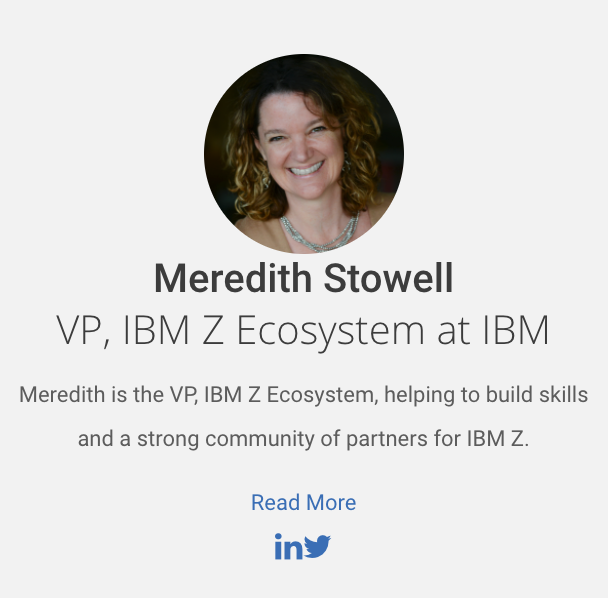 Meredith Stowell
VP, IBM Z Ecosystem at IBM
Meredith is the VP, IBM Z Ecosystem, helping to build skills
and a strong community of partners for IBM Z.
Read More
in